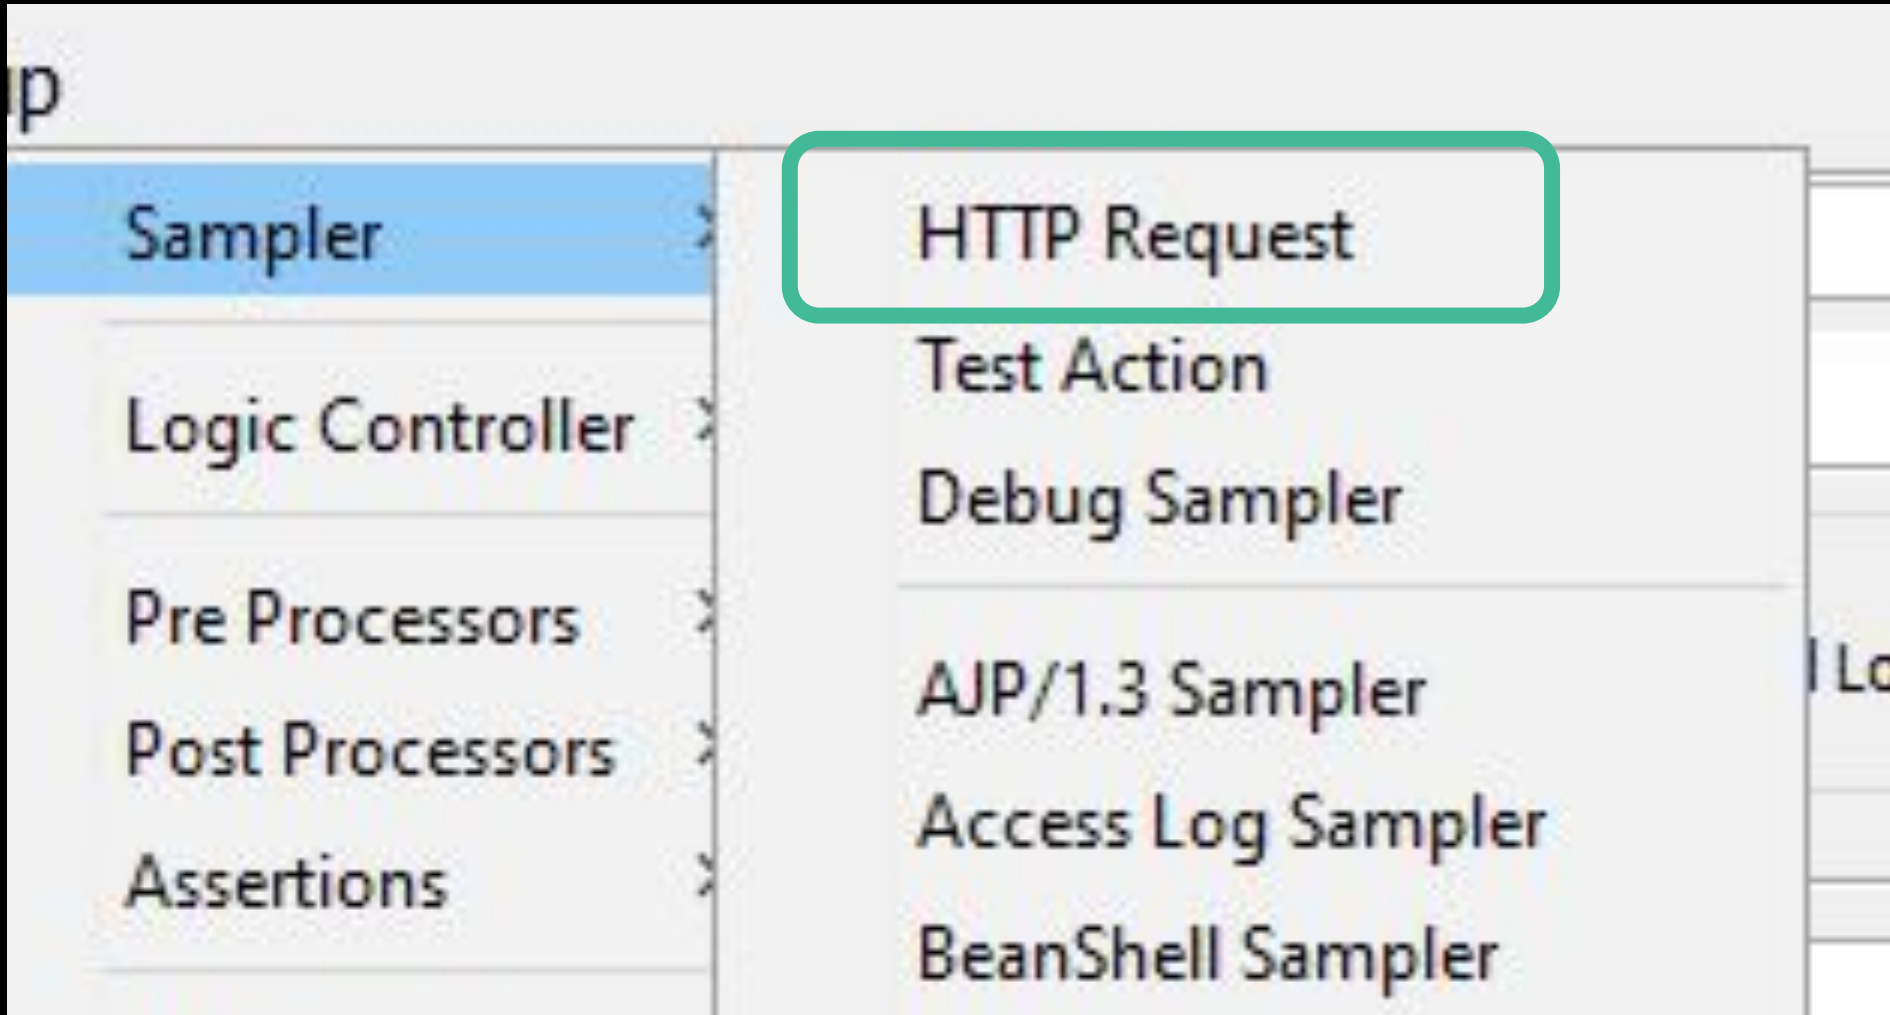 up
Sampler
Logic Controller
Pre Processors
Post Processors
Assertions
HTTP Request
Test Action
Debug Sampler
AJP/1.3 Sampler
Access Log Sampler
BeanShell Sampler